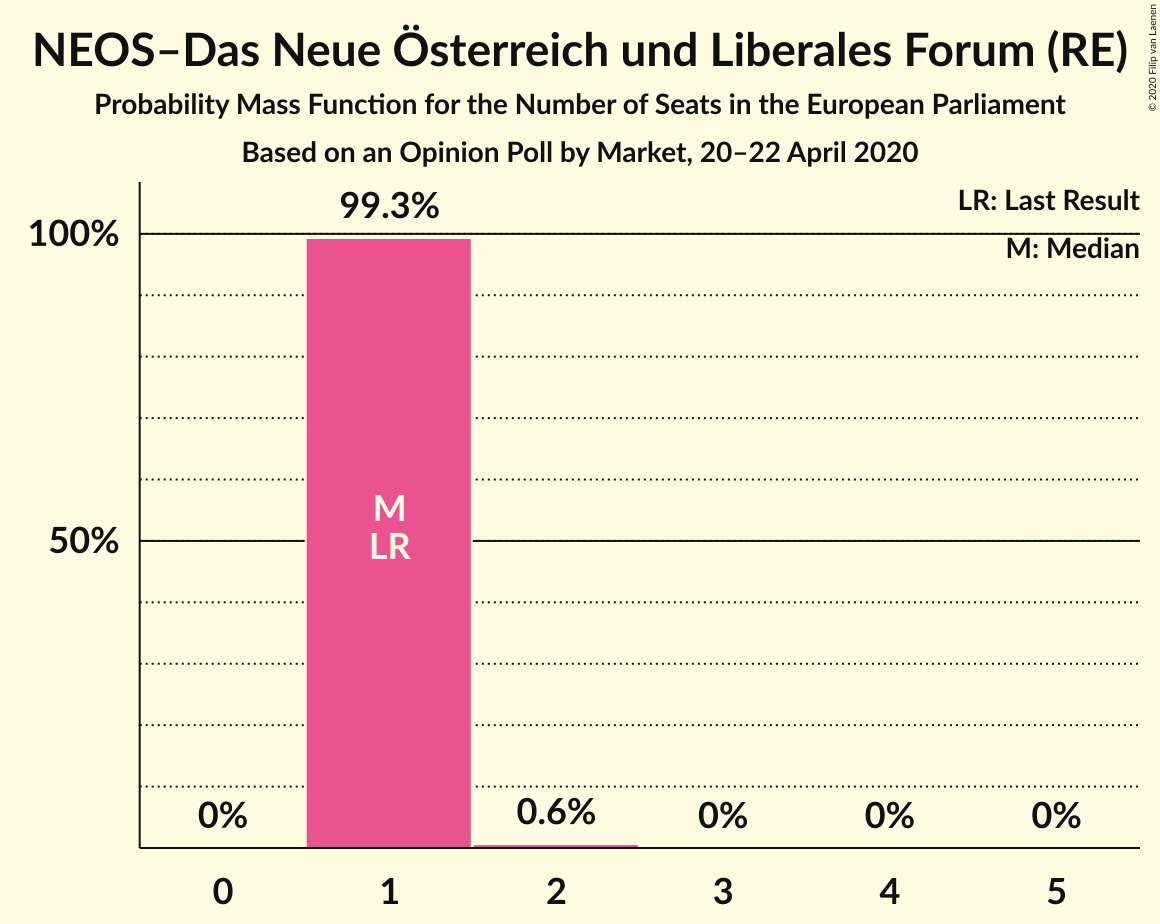 NEOS–Das Neue Österreich und Liberales Forum (RE)
Probability Mass Function for the Number of Seats in the European Parliament
Based on an Opinion Poll by Market, 20–22 April 2020
© 2020 Filip van Laenen
LR: Last Result
M: Median
100%
50%
99.3%
M
LR
0%
0.6%
0%
0%
0%
0
1
2
3
4
5